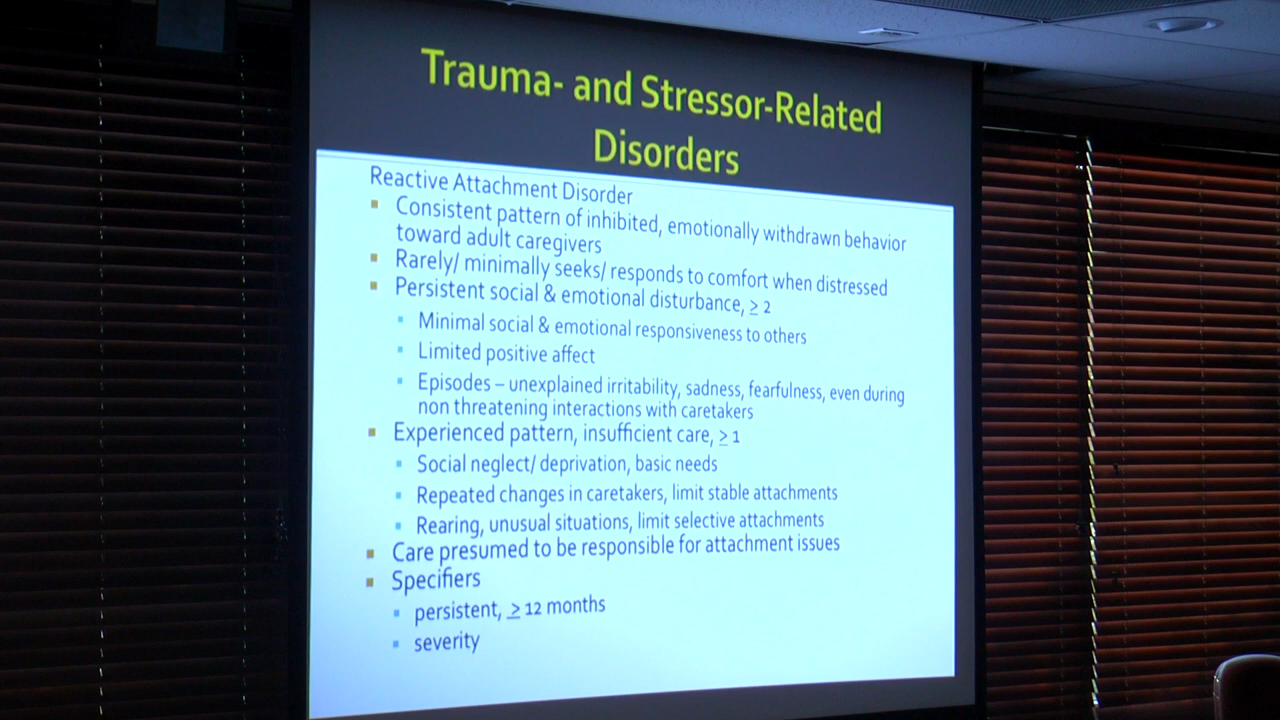 Trauma- and Stressor-Related
Disorders
Reactive Attachment Disorder
Consistent pattern of inhibited, emotionally withdrawn behavior
toward adult caregivers
Rarely/ minimally seeks/ responds to comfort when distressed
Persistent social & emotional disturbance, ≥ 2
Minimal social & emotional responsiveness to others
Limited positive affect
Episodes – unexplained irritability, sadness, fearfulness, even during
non threatening interactions with caretakers
Experienced pattern, insufficient care, ≥ 1
Social neglect/ deprivation, basic needs
Repeated changes in caretakers, limit stable attachments
Rearing, unusual situations, limit selective attachments
Care presumed to be responsible for attachment issues
Specifiers
persistent, ≥ 12 months
severity